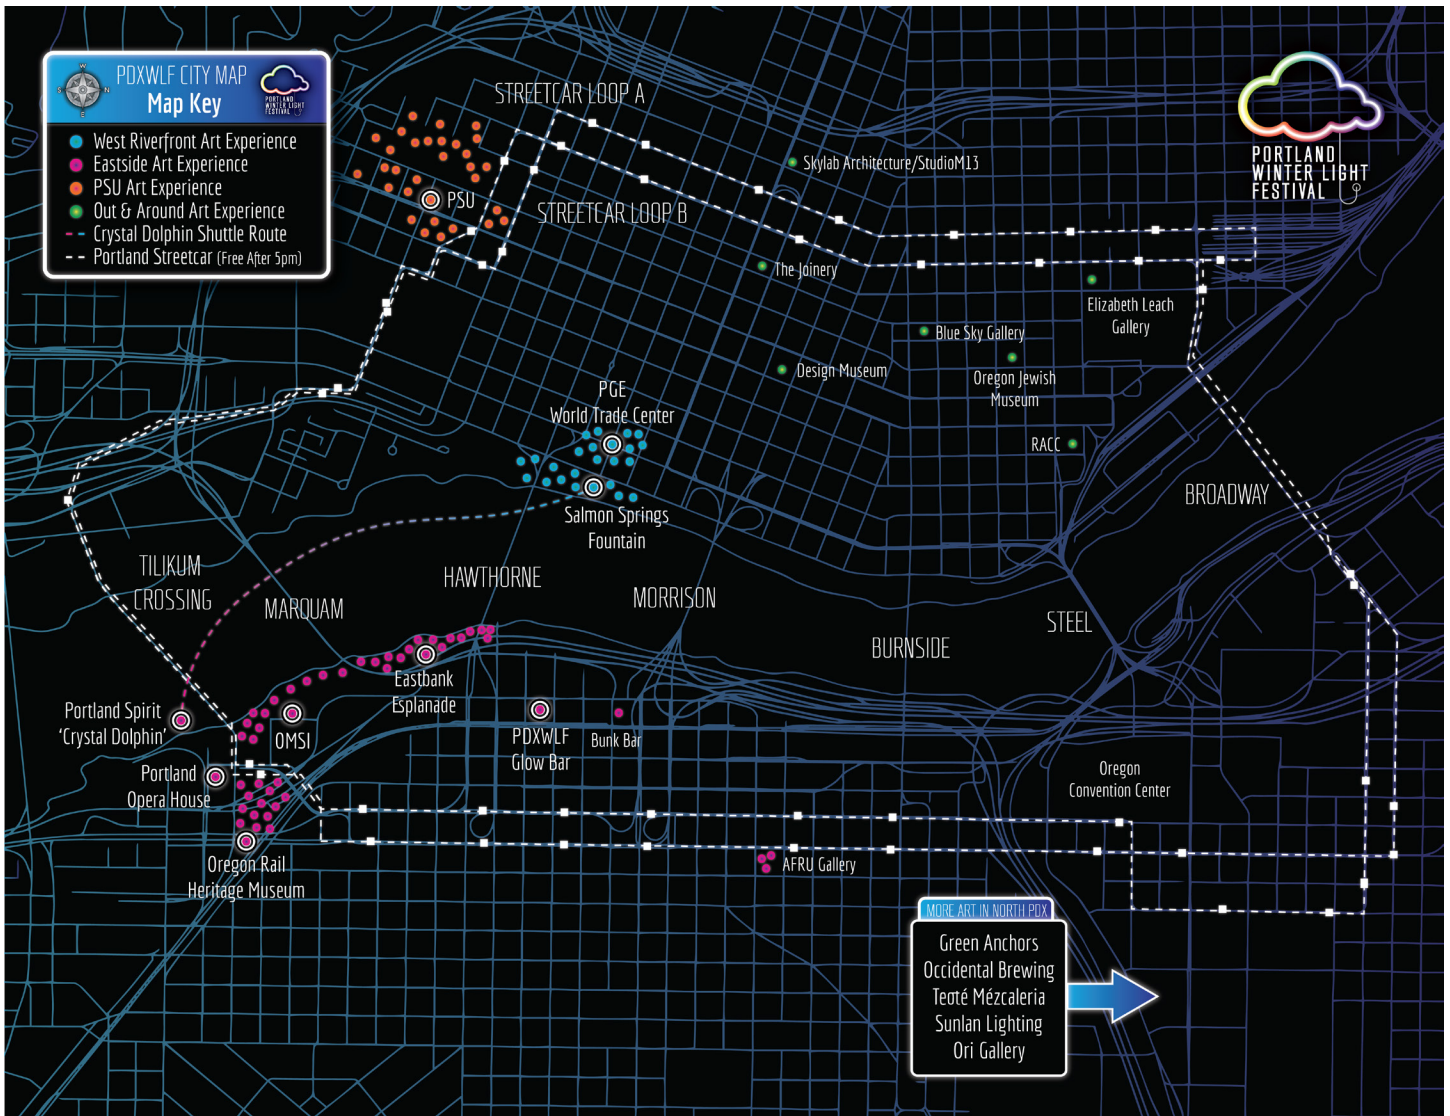 PDXWLF CITY MAP
Map Key
W
S
N
E
PORTLAND
WINTER LIGHT
FESTIVAL
West Riverfront Art Experience
Eastside Art Experience
PSU Art Experience
Out & Around Art Experience
Crystal Dolphin Shuttle Route
Portland Streetcar (Free After 5pm)
STREETCAR LOOP A
STREETCAR LOOP B
PSU
Skylab Architecture/StudioM13
PORTLAND
WINTER LIGHT
FESTIVAL
The Joinery
Elizabeth Leach
Gallery
Blue Sky Gallery
Oregon Jewish
Museum
Design Museum
RACC
PGE
World Trade Center
Salmon Springs
Fountain
BROADWAY
TILIKUM
CROSSING
MARQUAM
HAWTHORNE
MORRISON
BURNSIDE
STEEL
Eastbank
Esplanade
Portland Spirit
'Crystal Dolphin'
OMSI
PDXWLF
Glow Bar
Bunk Bar
Portland
Opera House
Oregon
Convention Center
Oregon Rail
Heritage Museum
AFRU Gallery
MORE ART IN NORTH PDX
Green Anchors
Occidental Brewing
Teoté Mézcaleria
Sunlan Lighting
Ori Gallery